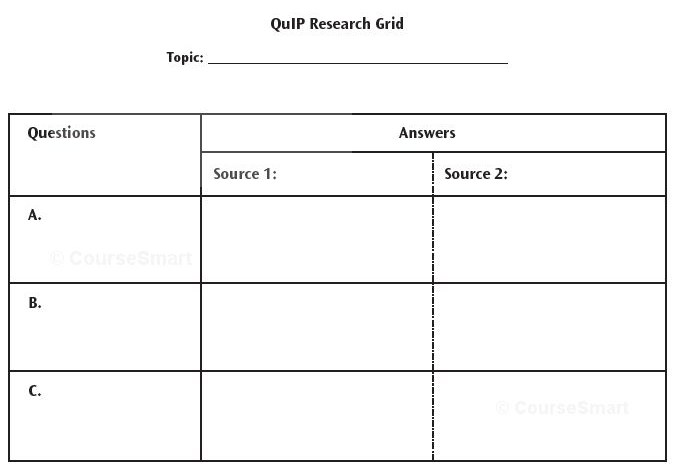 QuIP Research Grid
Topic:
Questions
Answers
Source 1:
Source 2:
A.
© CourseSmart
B.
C.
© CourseSmart